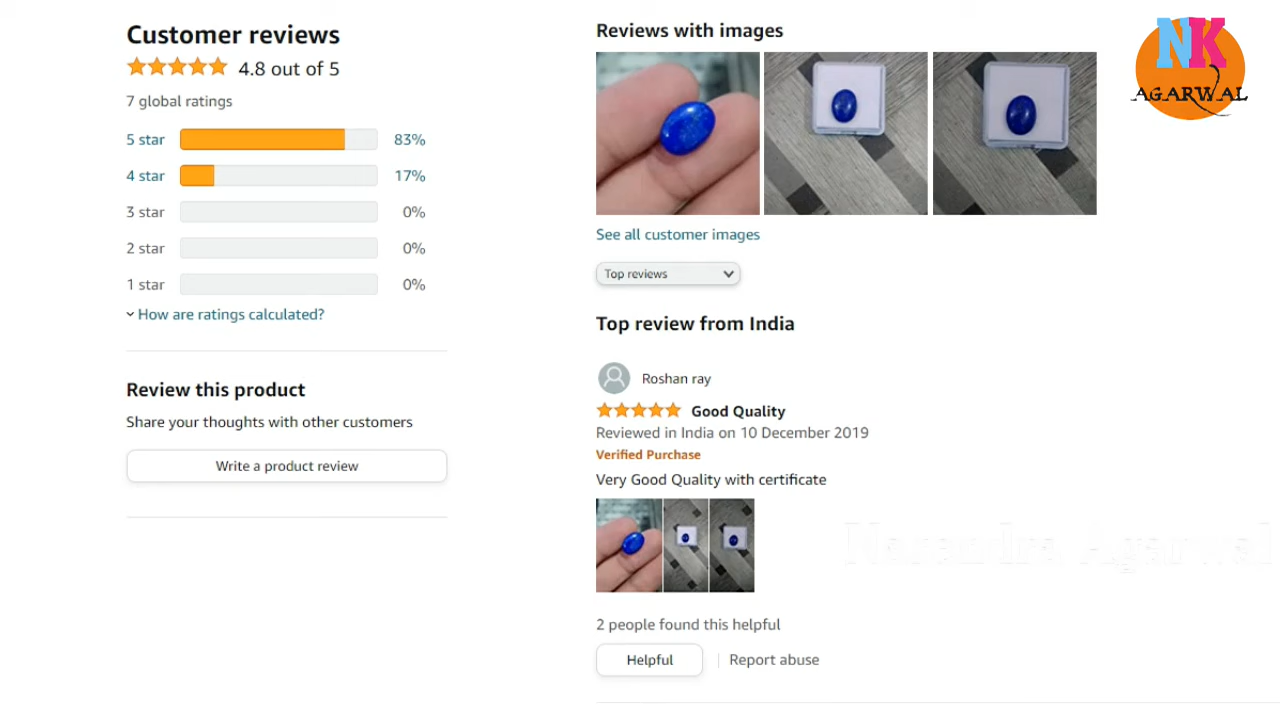 Customer reviews
4.8 out of 5
7 global ratings
5 star 83%
4 star 17%
3 star 0%
2 star 0%
1 star 0%
How are ratings calculated?
Review this product
Share your thoughts with other customers
Write a product review
Reviews with images
See all customer images
Top reviews
Top review from India
Roshan ray
Good Quality
Reviewed in India on 10 December 2019
Verified Purchase
Very Good Quality with certificate
2 people found this helpful
Helpful
Report abuse
NK
AGARWAL
Narendra Agarwal